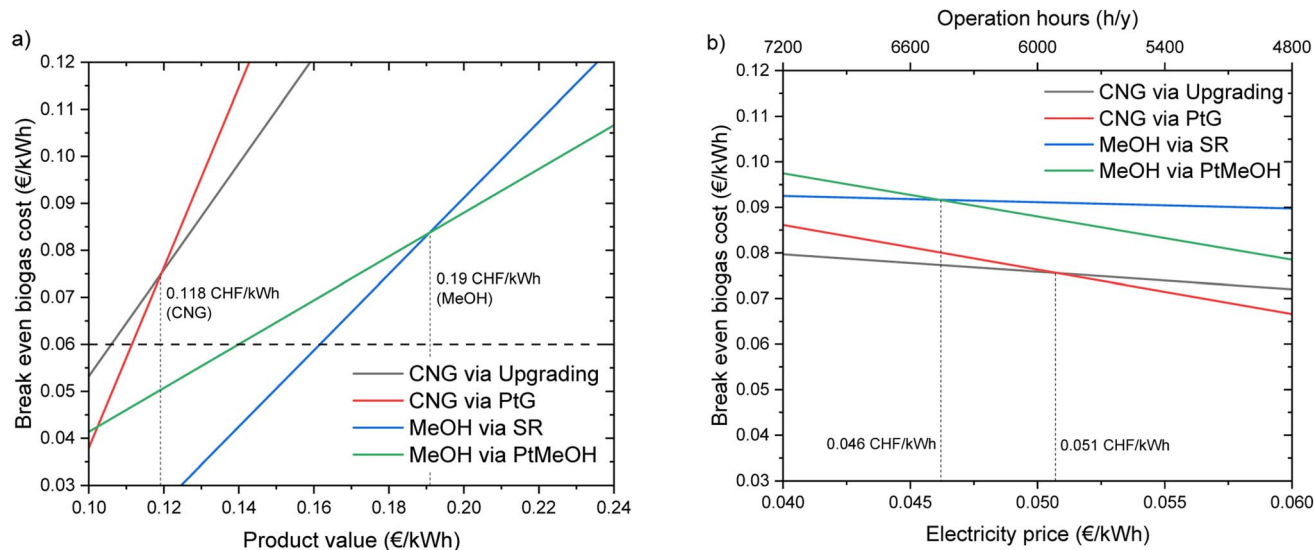 a)
0.12
0.11
0.10
0.09
0.08
0.07
0.06
0.05
0.04
0.03
Break even biogas cost (€/kWh)
0.118 CHF/kWh
(CNG)
0.19 CHF/kWh
(MeOH)
CNG via Upgrading
CNG via PtG
MeOH via SR
MeOH via PtMeOH
0.10 0.12 0.14 0.16 0.18 0.20 0.22 0.24
Product value (€/kWh)
b)
Operation hours (h/y)
7200 6600 6000 5400 4800
0.12
0.11
0.10
0.09
0.08
0.07
0.06
0.05
0.04
0.03
Break even biogas cost (€/kWh)
CNG via Upgrading
CNG via PtG
MeOH via SR
MeOH via PtMeOH
0.046 CHF/kWh
0.051 CHF/kWh
0.040 0.045 0.050 0.055 0.060
Electricity price (€/kWh)